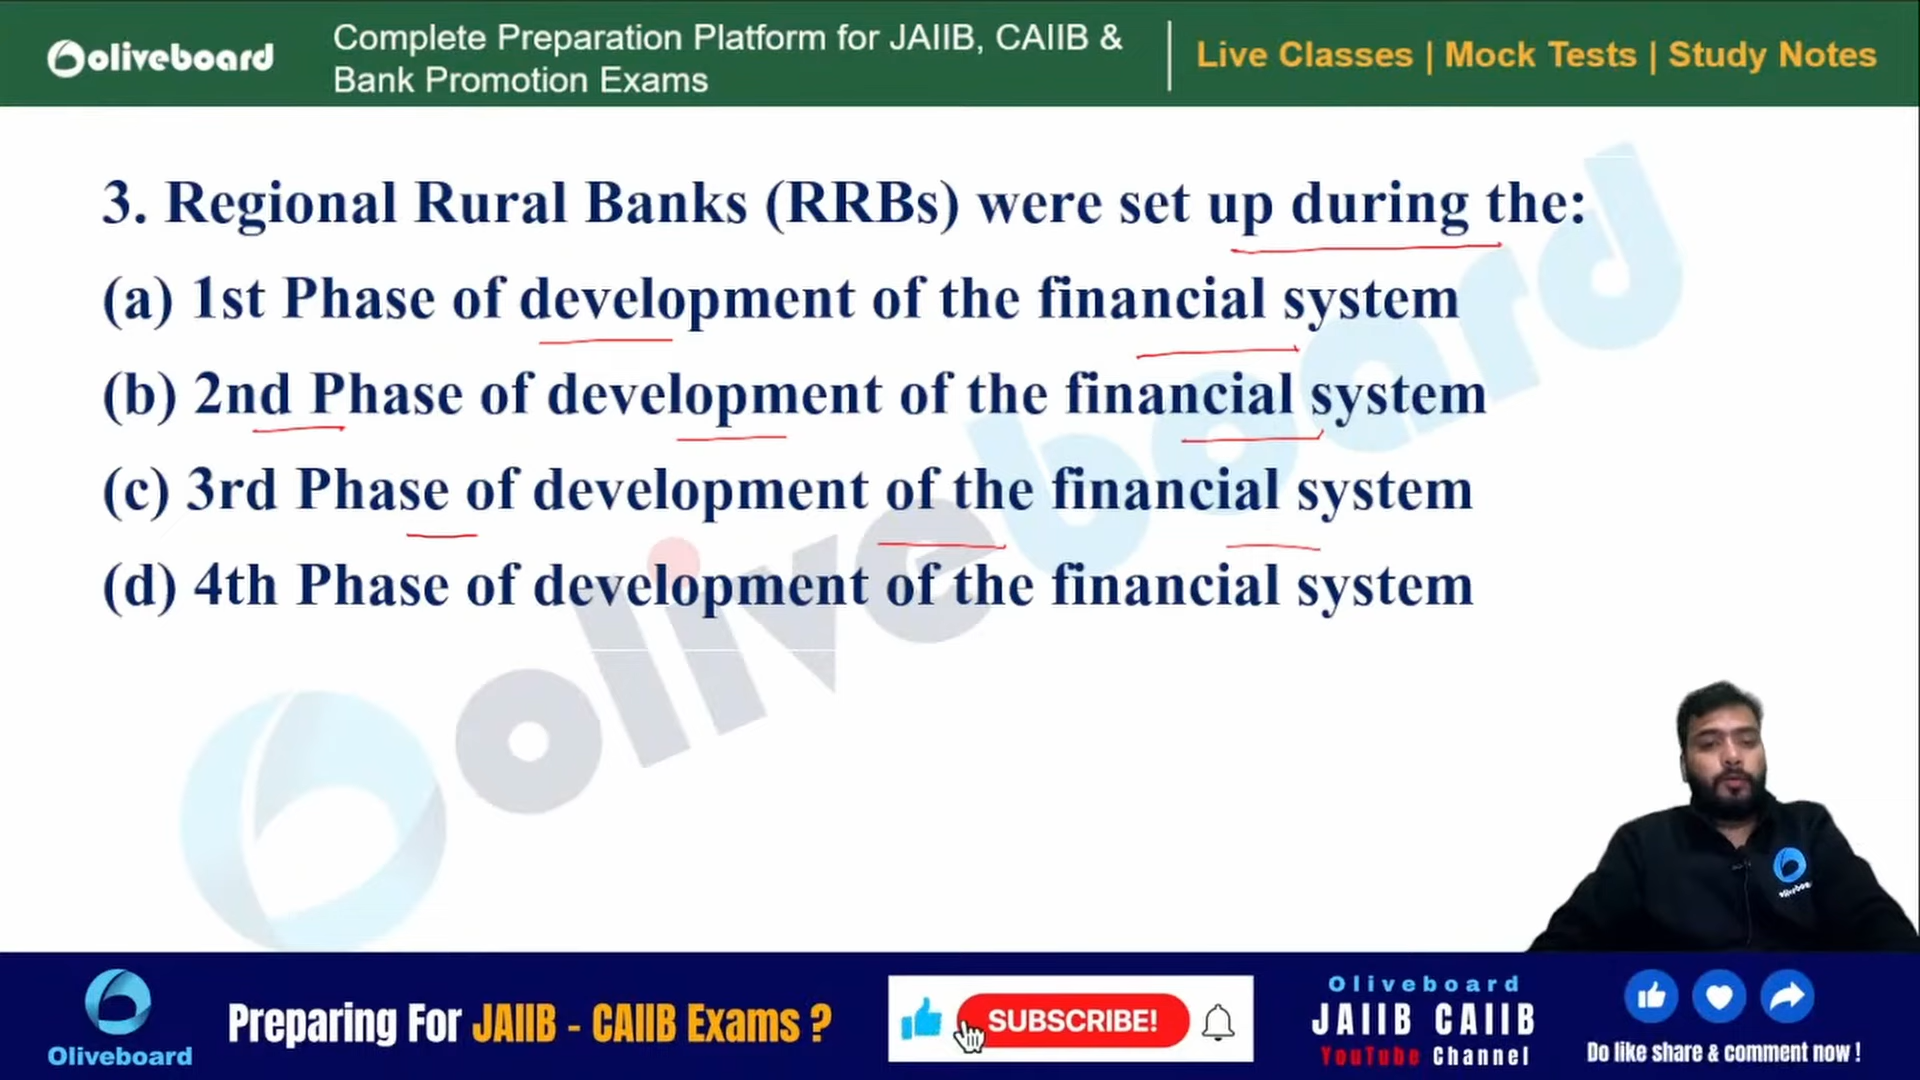 oliveboard
Complete Preparation Platform for JAIIB, CAIIB &
Bank Promotion Exams
Live Classes | Mock Tests | Study Notes
3. Regional Rural Banks (RRBs) were set up during the:
(a) 1st Phase of development of the financial system
(b) 2nd Phase of development of the financial system
(c) 3rd Phase of development of the financial system
(d) 4th Phase of development of the financial system
oliveboard
oliveboard
Oliveboard
Preparing For JAIIB - CAIIB Exams ?
SUBSCRIBE!
Oliveboard
JAIIB CAIIB
YouTube Channel
Do like share & comment now !